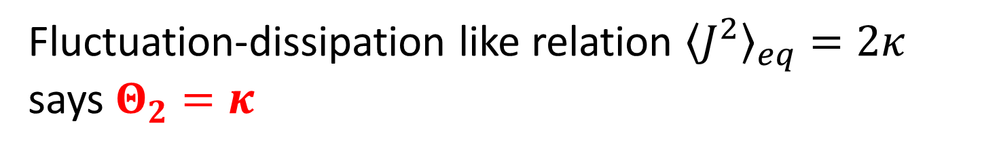 Fluctuation-dissipation like relation ⟨J²⟩ₑq = 2κ
says Θ₂ = κ